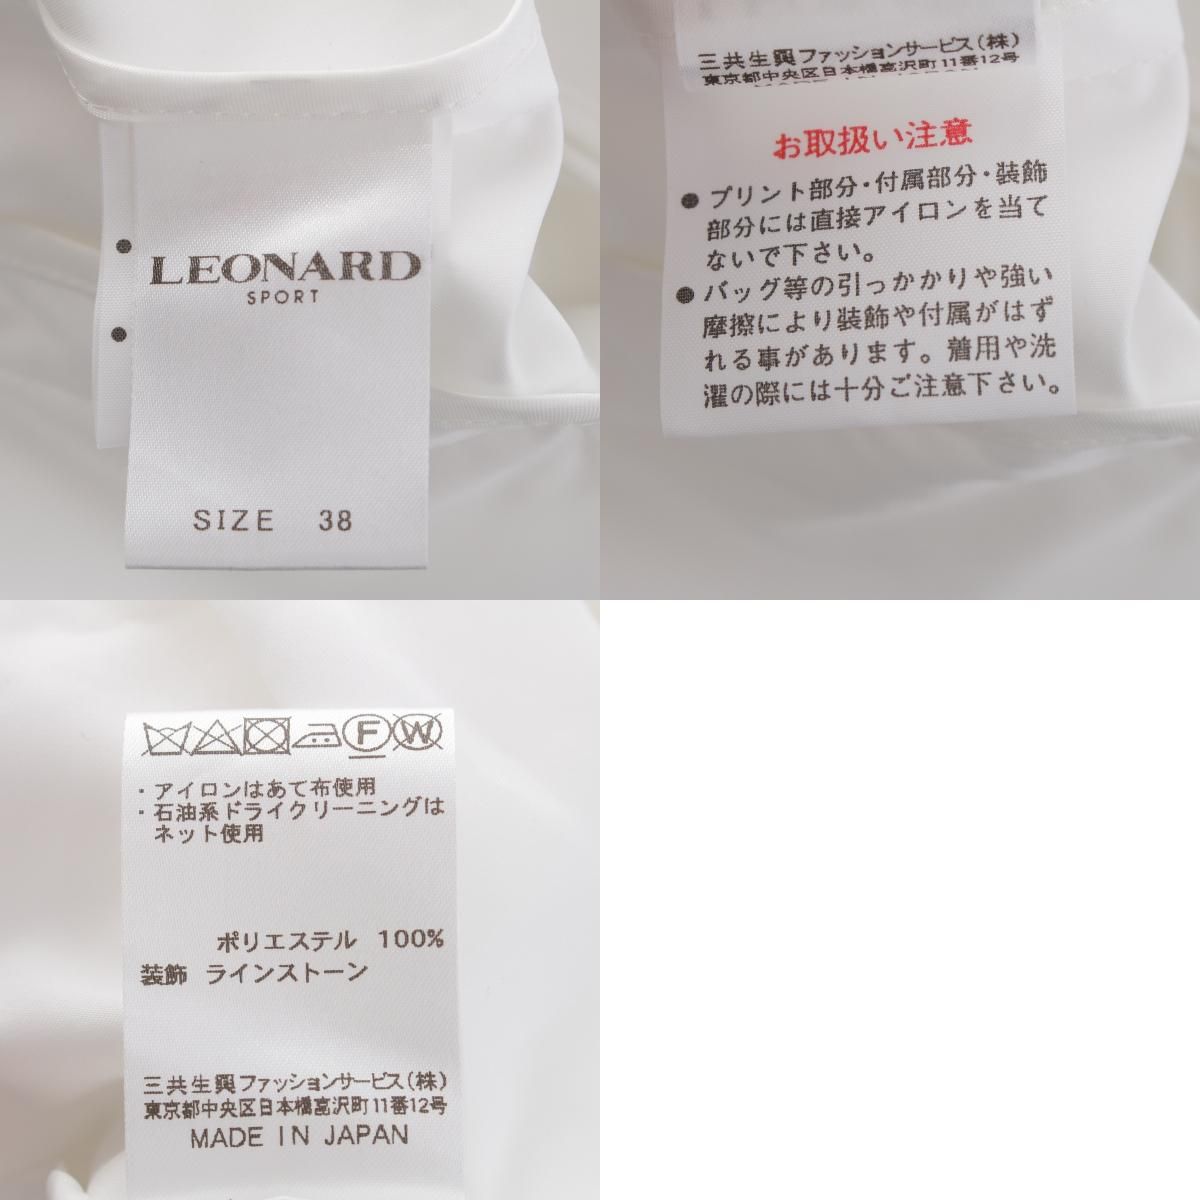 LEONARD
SPORT
SIZE 38
三共生興ファッションサービス(株)
東京都中央区日本橋富沢町11番12号
お取扱い注意
● プリント部分・付属部分・装飾
部分には直接アイロンを当て
ないで下さい。
● バッグ等の引っかかりや強い
摩擦により装飾や付属がはず
れる事があります。着用や洗
濯の際には十分ご注意下さい。
F W
・アイロンはあて布使用
・石油系ドライクリーニングは
ネット使用
ポリエステル 100%
装飾 ラインストーン
三共生興ファッションサービス(株)
東京都中央区日本橋富沢町11番12号
MADE IN JAPAN